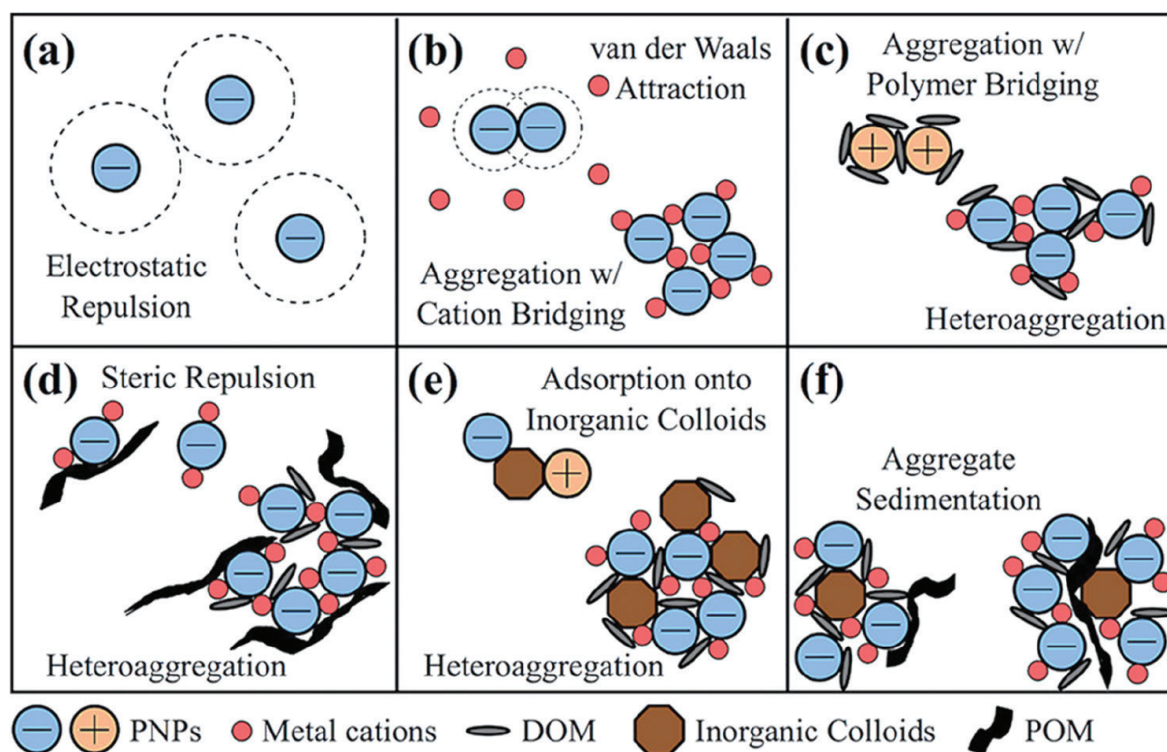 (a)
Electrostatic
Repulsion
(b)
van der Waals
Attraction
Aggregation w/
Cation Bridging
(c)
Aggregation w/
Polymer Bridging
Heteroaggregation
(d)
Steric Repulsion
Heteroaggregation
(e)
Adsorption onto
Inorganic Colloids
Heteroaggregation
(f)
Aggregate
Sedimentation
PNPs
Metal cations
DOM
Inorganic Colloids
POM